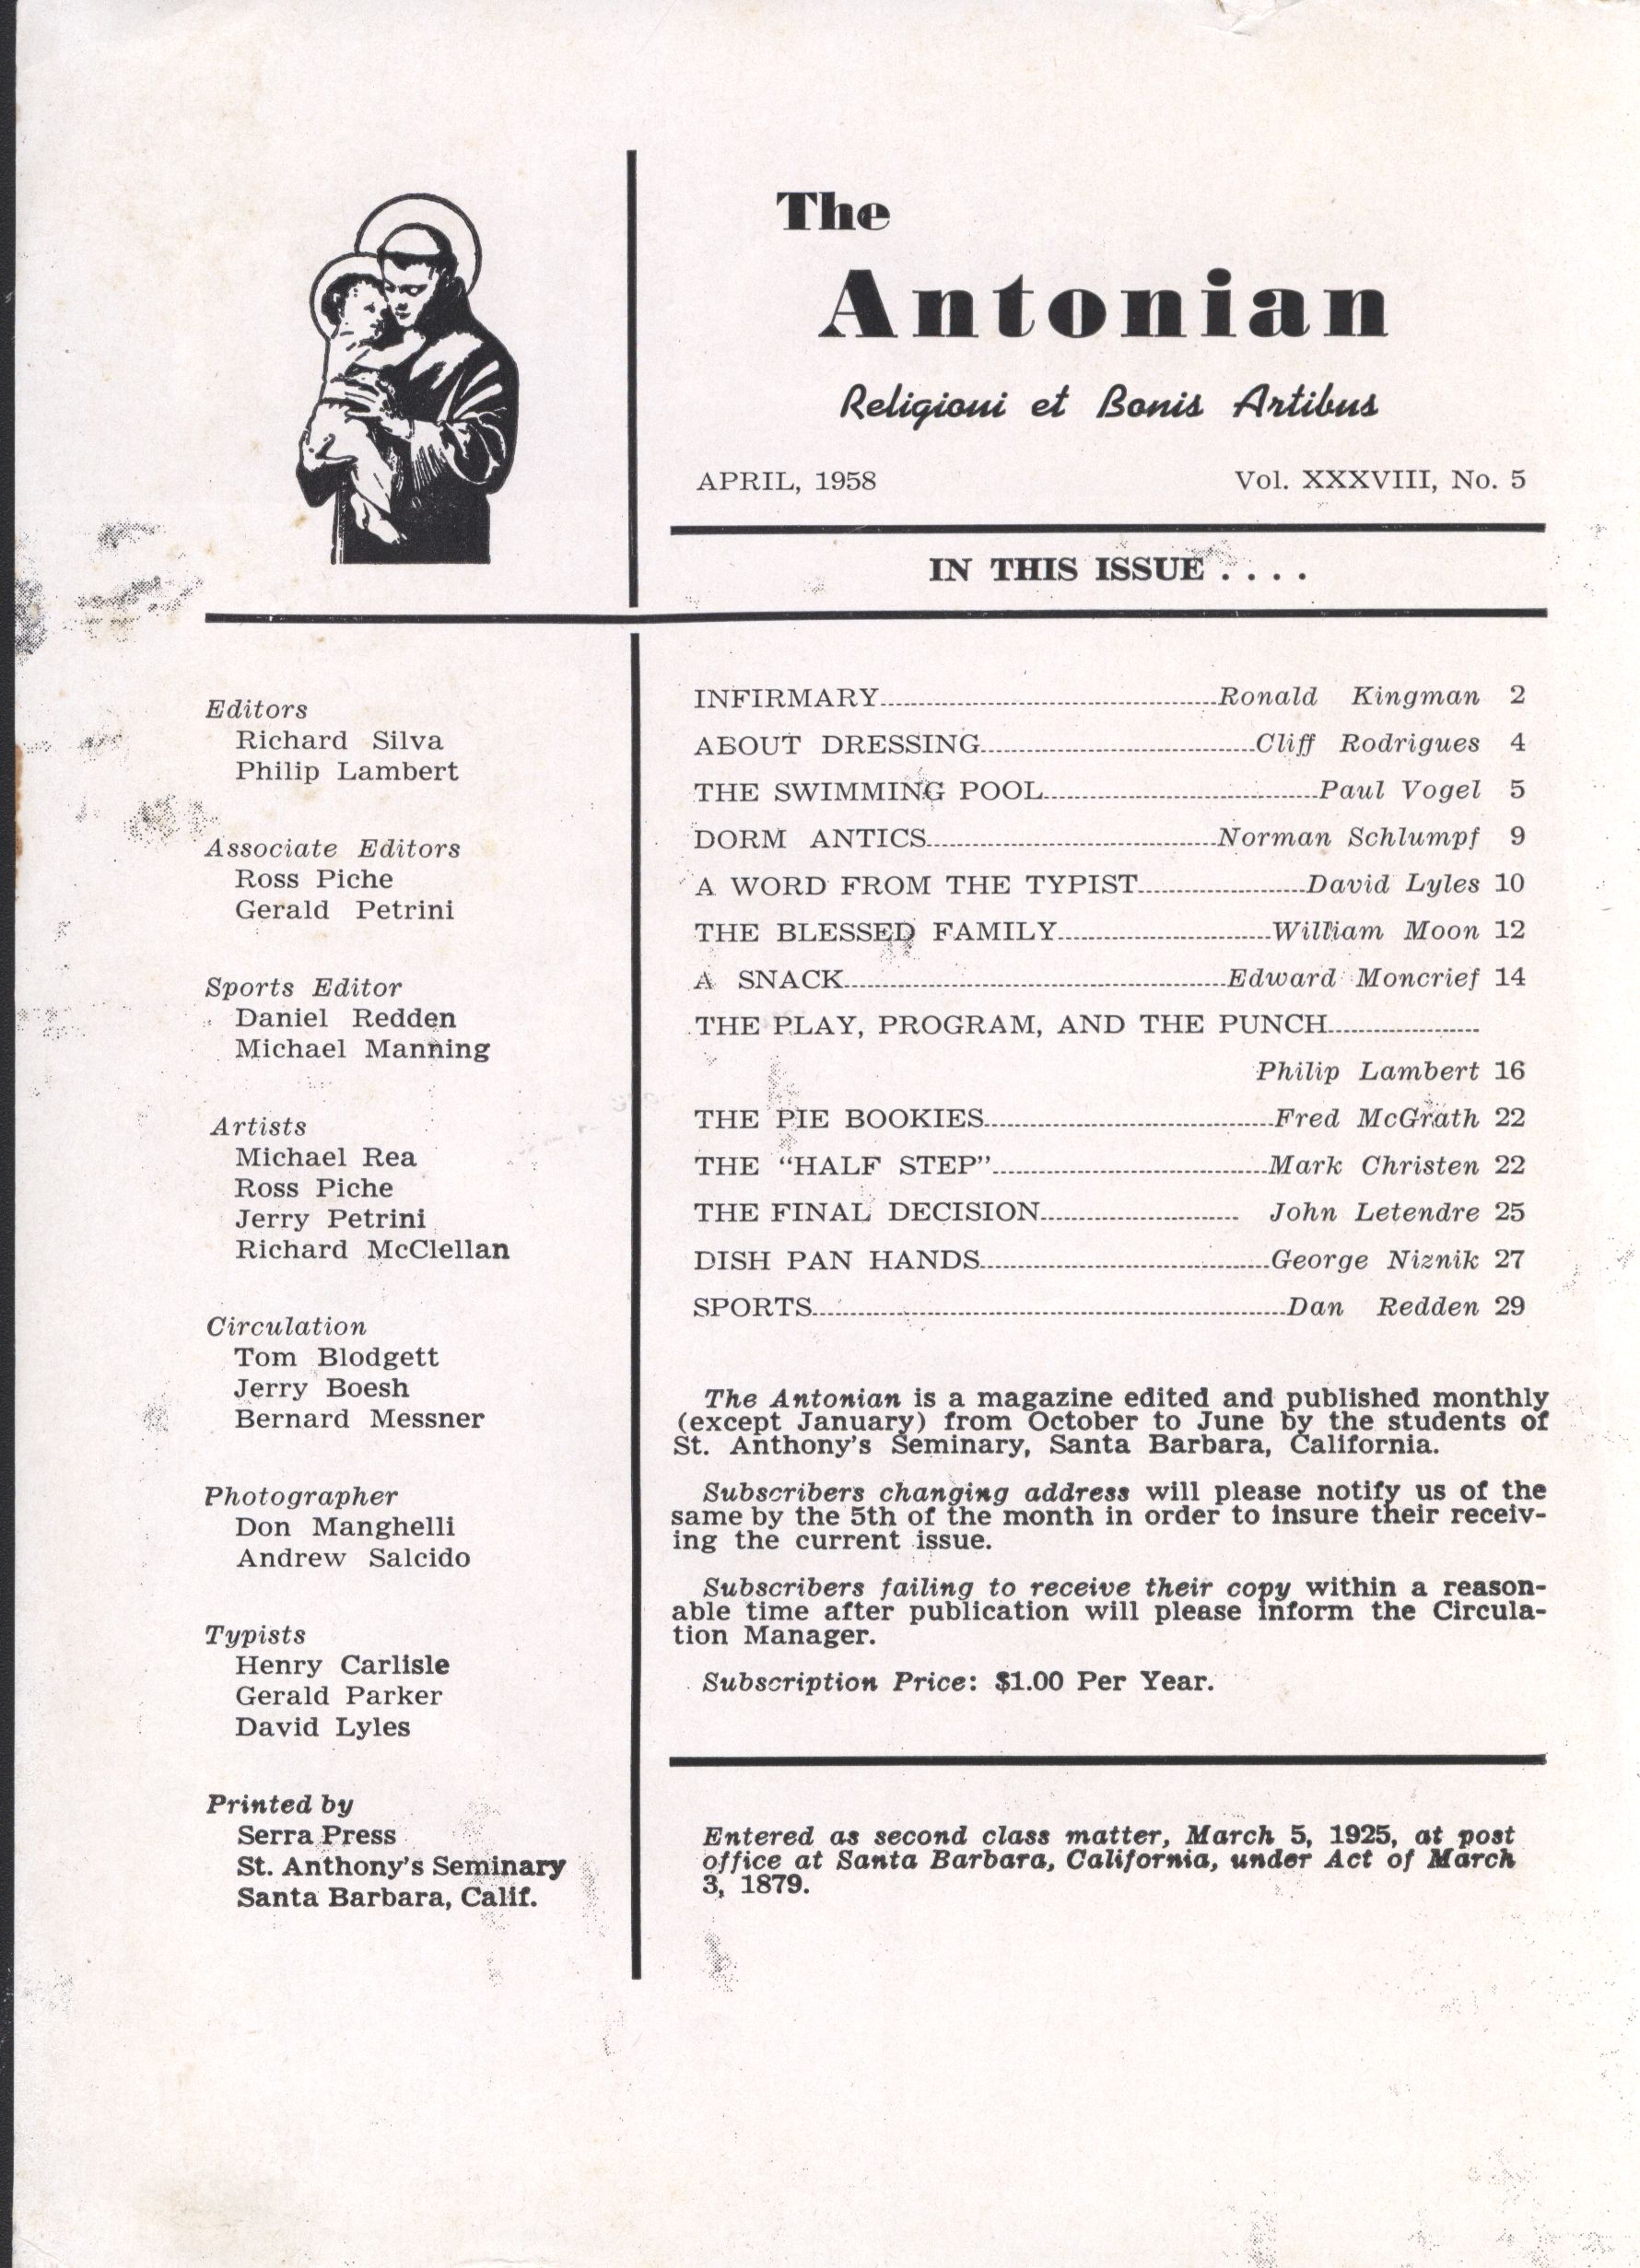 The
Antonian
Religioni et Bonis Artibus
APRIL, 1958 Vol. XXXVIII, No. 5
IN THIS ISSUE . . . .
Editors
Richard Silva
Philip Lambert
Associate Editors
Ross Piche
Gerald Petrini
Sports Editor
Daniel Redden
Michael Manning
Artists
Michael Rea
Ross Piche
Jerry Petrini
Richard McClellan
Circulation
Tom Blodgett
Jerry Boesh
Bernard Messner
Photographer
Don Manghelli
Andrew Salcido
Typists
Henry Carlisle
Gerald Parker
David Lyles
Printed by
Serra Press
St. Anthony's Seminary
Santa Barbara, Calif.
INFIRMARY Ronald Kingman 2
ABOUT DRESSING Cliff Rodrigues 4
THE SWIMMING POOL Paul Vogel 5
DORM ANTICS Norman Schlumpf 9
A WORD FROM THE TYPIST David Lyles 10
THE BLESSED FAMILY William Moon 12
A SNACK Edward Moncrief 14
THE PLAY, PROGRAM, AND THE PUNCH
Philip Lambert 16
THE PIE BOOKIES Fred McGrath 22
THE "HALF STEP" Mark Christen 22
THE FINAL DECISION John Letendre 25
DISH PAN HANDS George Niznik 27
SPORTS Dan Redden 29
The Antonian is a magazine edited and published monthly
(except January) from October to June by the students of
St. Anthony's Seminary, Santa Barbara, California.
Subscribers changing address will please notify us of the
same by the 5th of the month in order to insure their receiv-
ing the current issue.
Subscribers failing to receive their copy within a reason-
able time after publication will please inform the Circula-
tion Manager.
Subscription Price: $1.00 Per Year.
Entered as second class matter, March 5, 1925, at post
office at Santa Barbara, California, under Act of March
3, 1879.